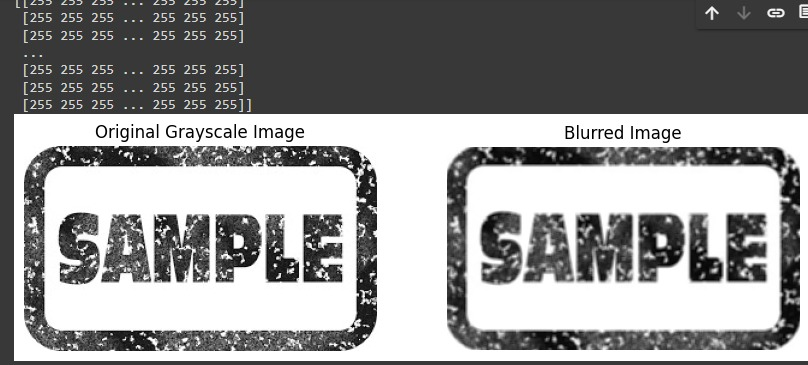 [[255 255 255 ... 255 255 255]
[255 255 255 ... 255 255 255]
[255 255 255 ... 255 255 255]
...
[255 255 255 ... 255 255 255]
[255 255 255 ... 255 255 255]
[255 255 255 ... 255 255 255]]
Original Grayscale Image
Blurred Image
SAMPLE
SAMPLE